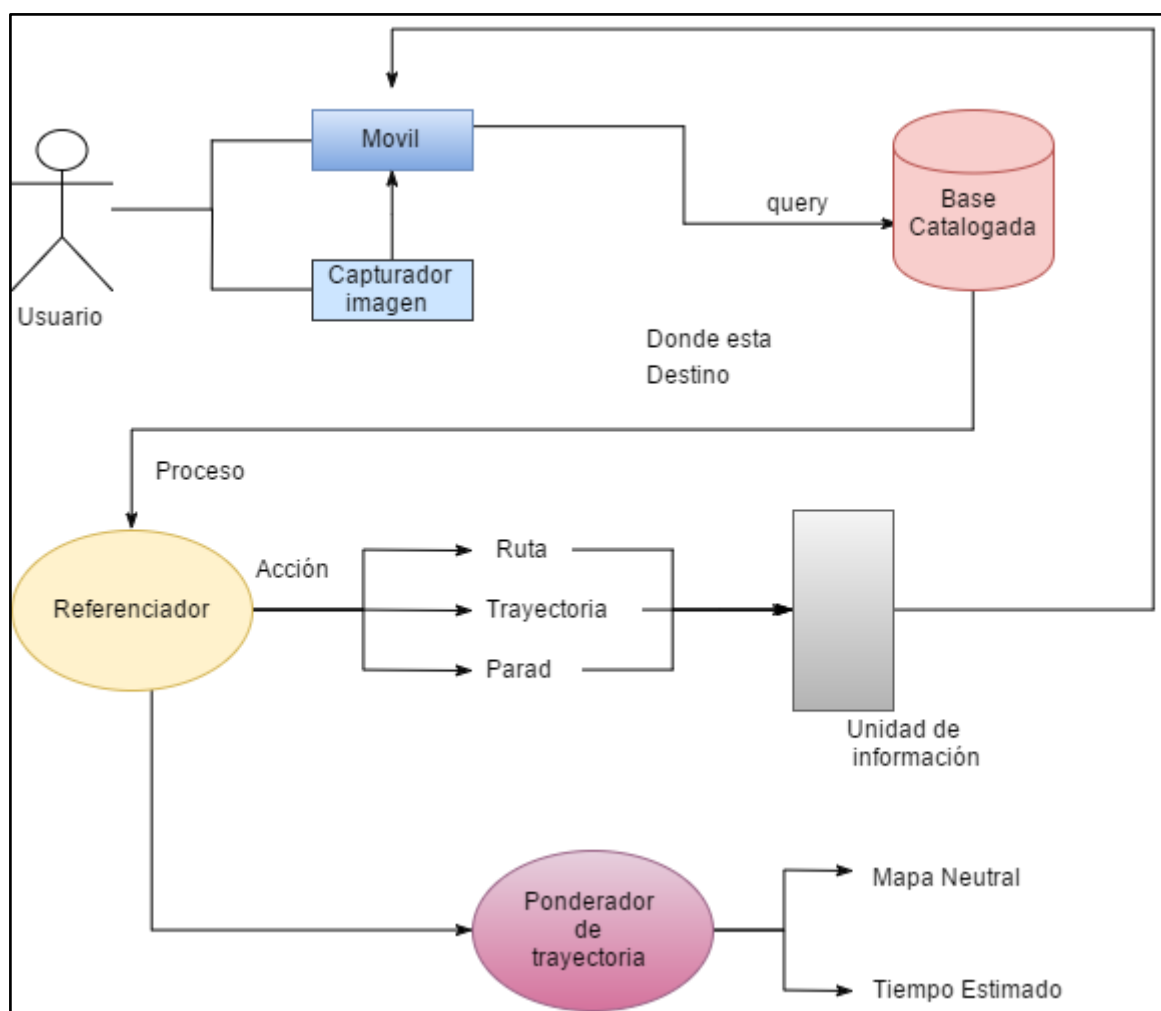 Movil
Base
Catalogada
query
Capturador
imagen
Usuario
Donde esta
Destino
Proceso
Acción
Ruta
Referenciador
Trayectoria
Parad
Unidad de
información
Mapa Neutral
Ponderador
de
trayectoria
Tiempo Estimado